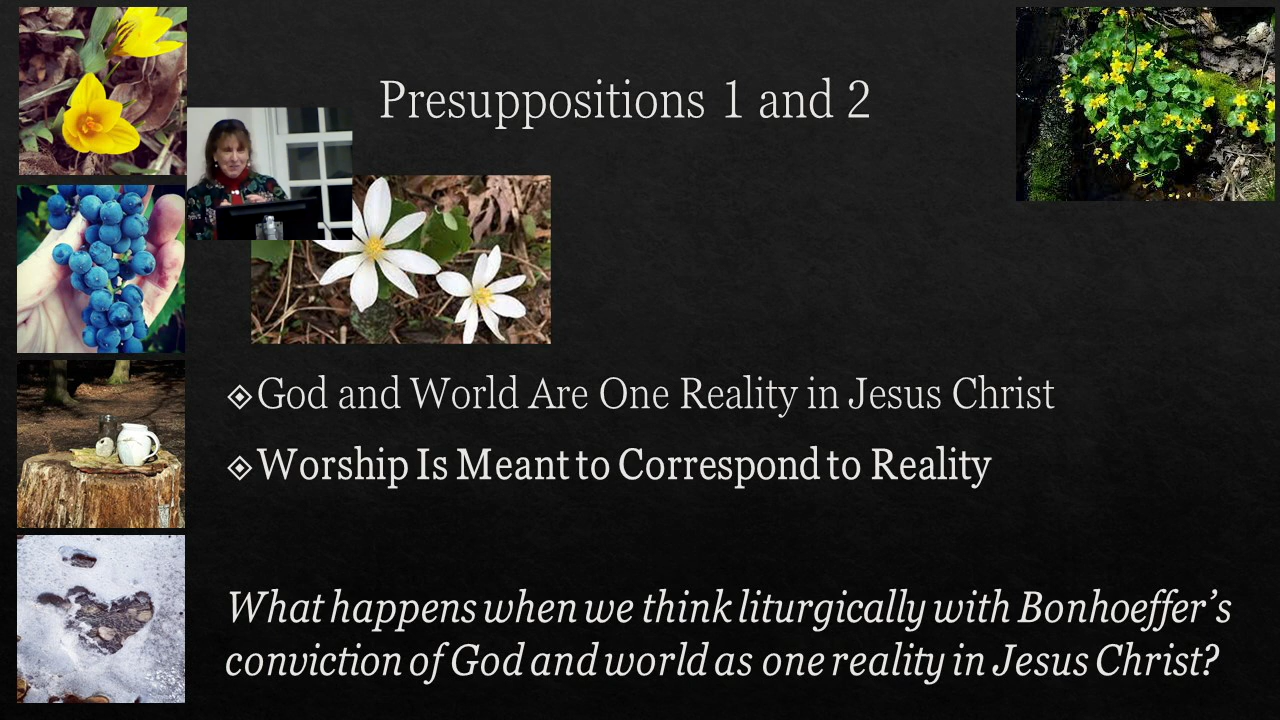 Presuppositions 1 and 2
God and World Are One Reality in Jesus Christ
Worship Is Meant to Correspond to Reality
What happens when we think liturgically with Bonhoeffer’s
conviction of God and world as one reality in Jesus Christ?